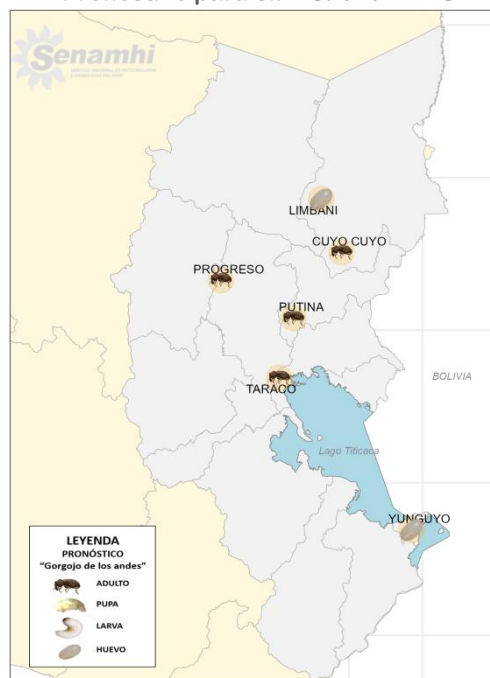 Senamhi
LIMBANI
CUYO CUYO
PROGRESO
PUTINA
TARACO
BOLIVIA
Lago Titicaca
YUNGUYO
LEYENDA
PRONÓSTICO
"Gorgojo de los andes"
ADULTO
PUPA
LARVA
HUEVO